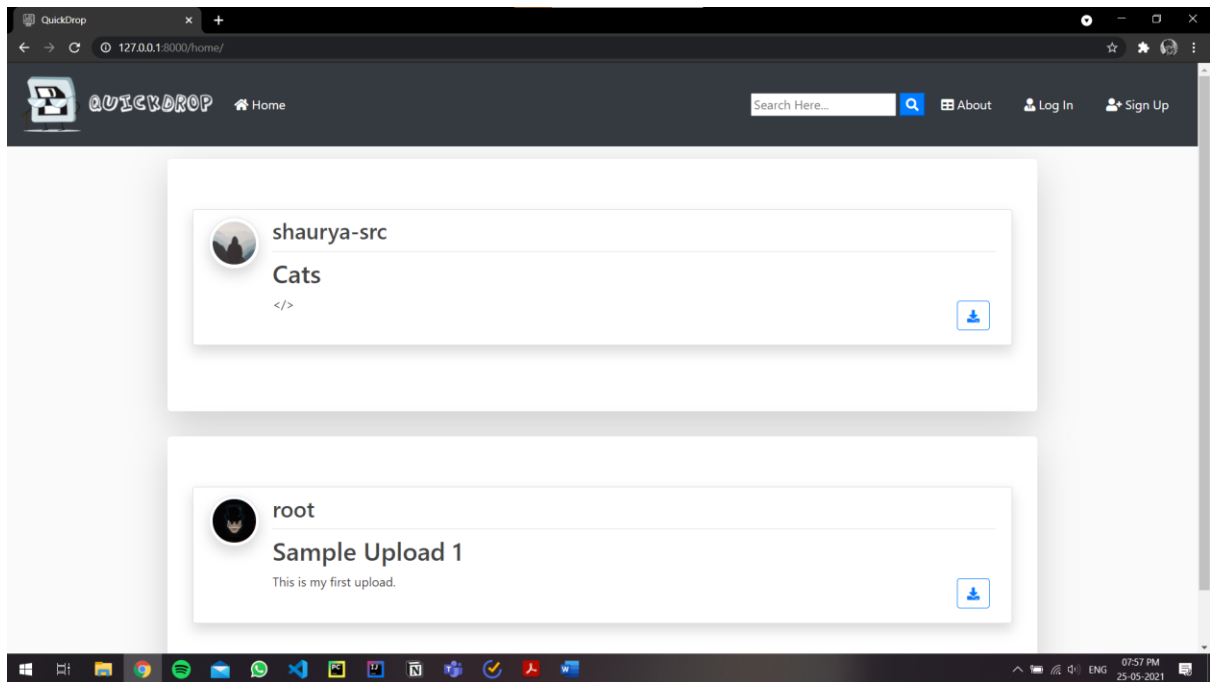 QuickDrop
127.0.0.1:8000/home/
QUICKDROP
Home
Search Here...
About
Log In
Sign Up
shaurya-src
Cats
</>
root
Sample Upload 1
This is my first upload.
ENG
07:57 PM
25-05-2021